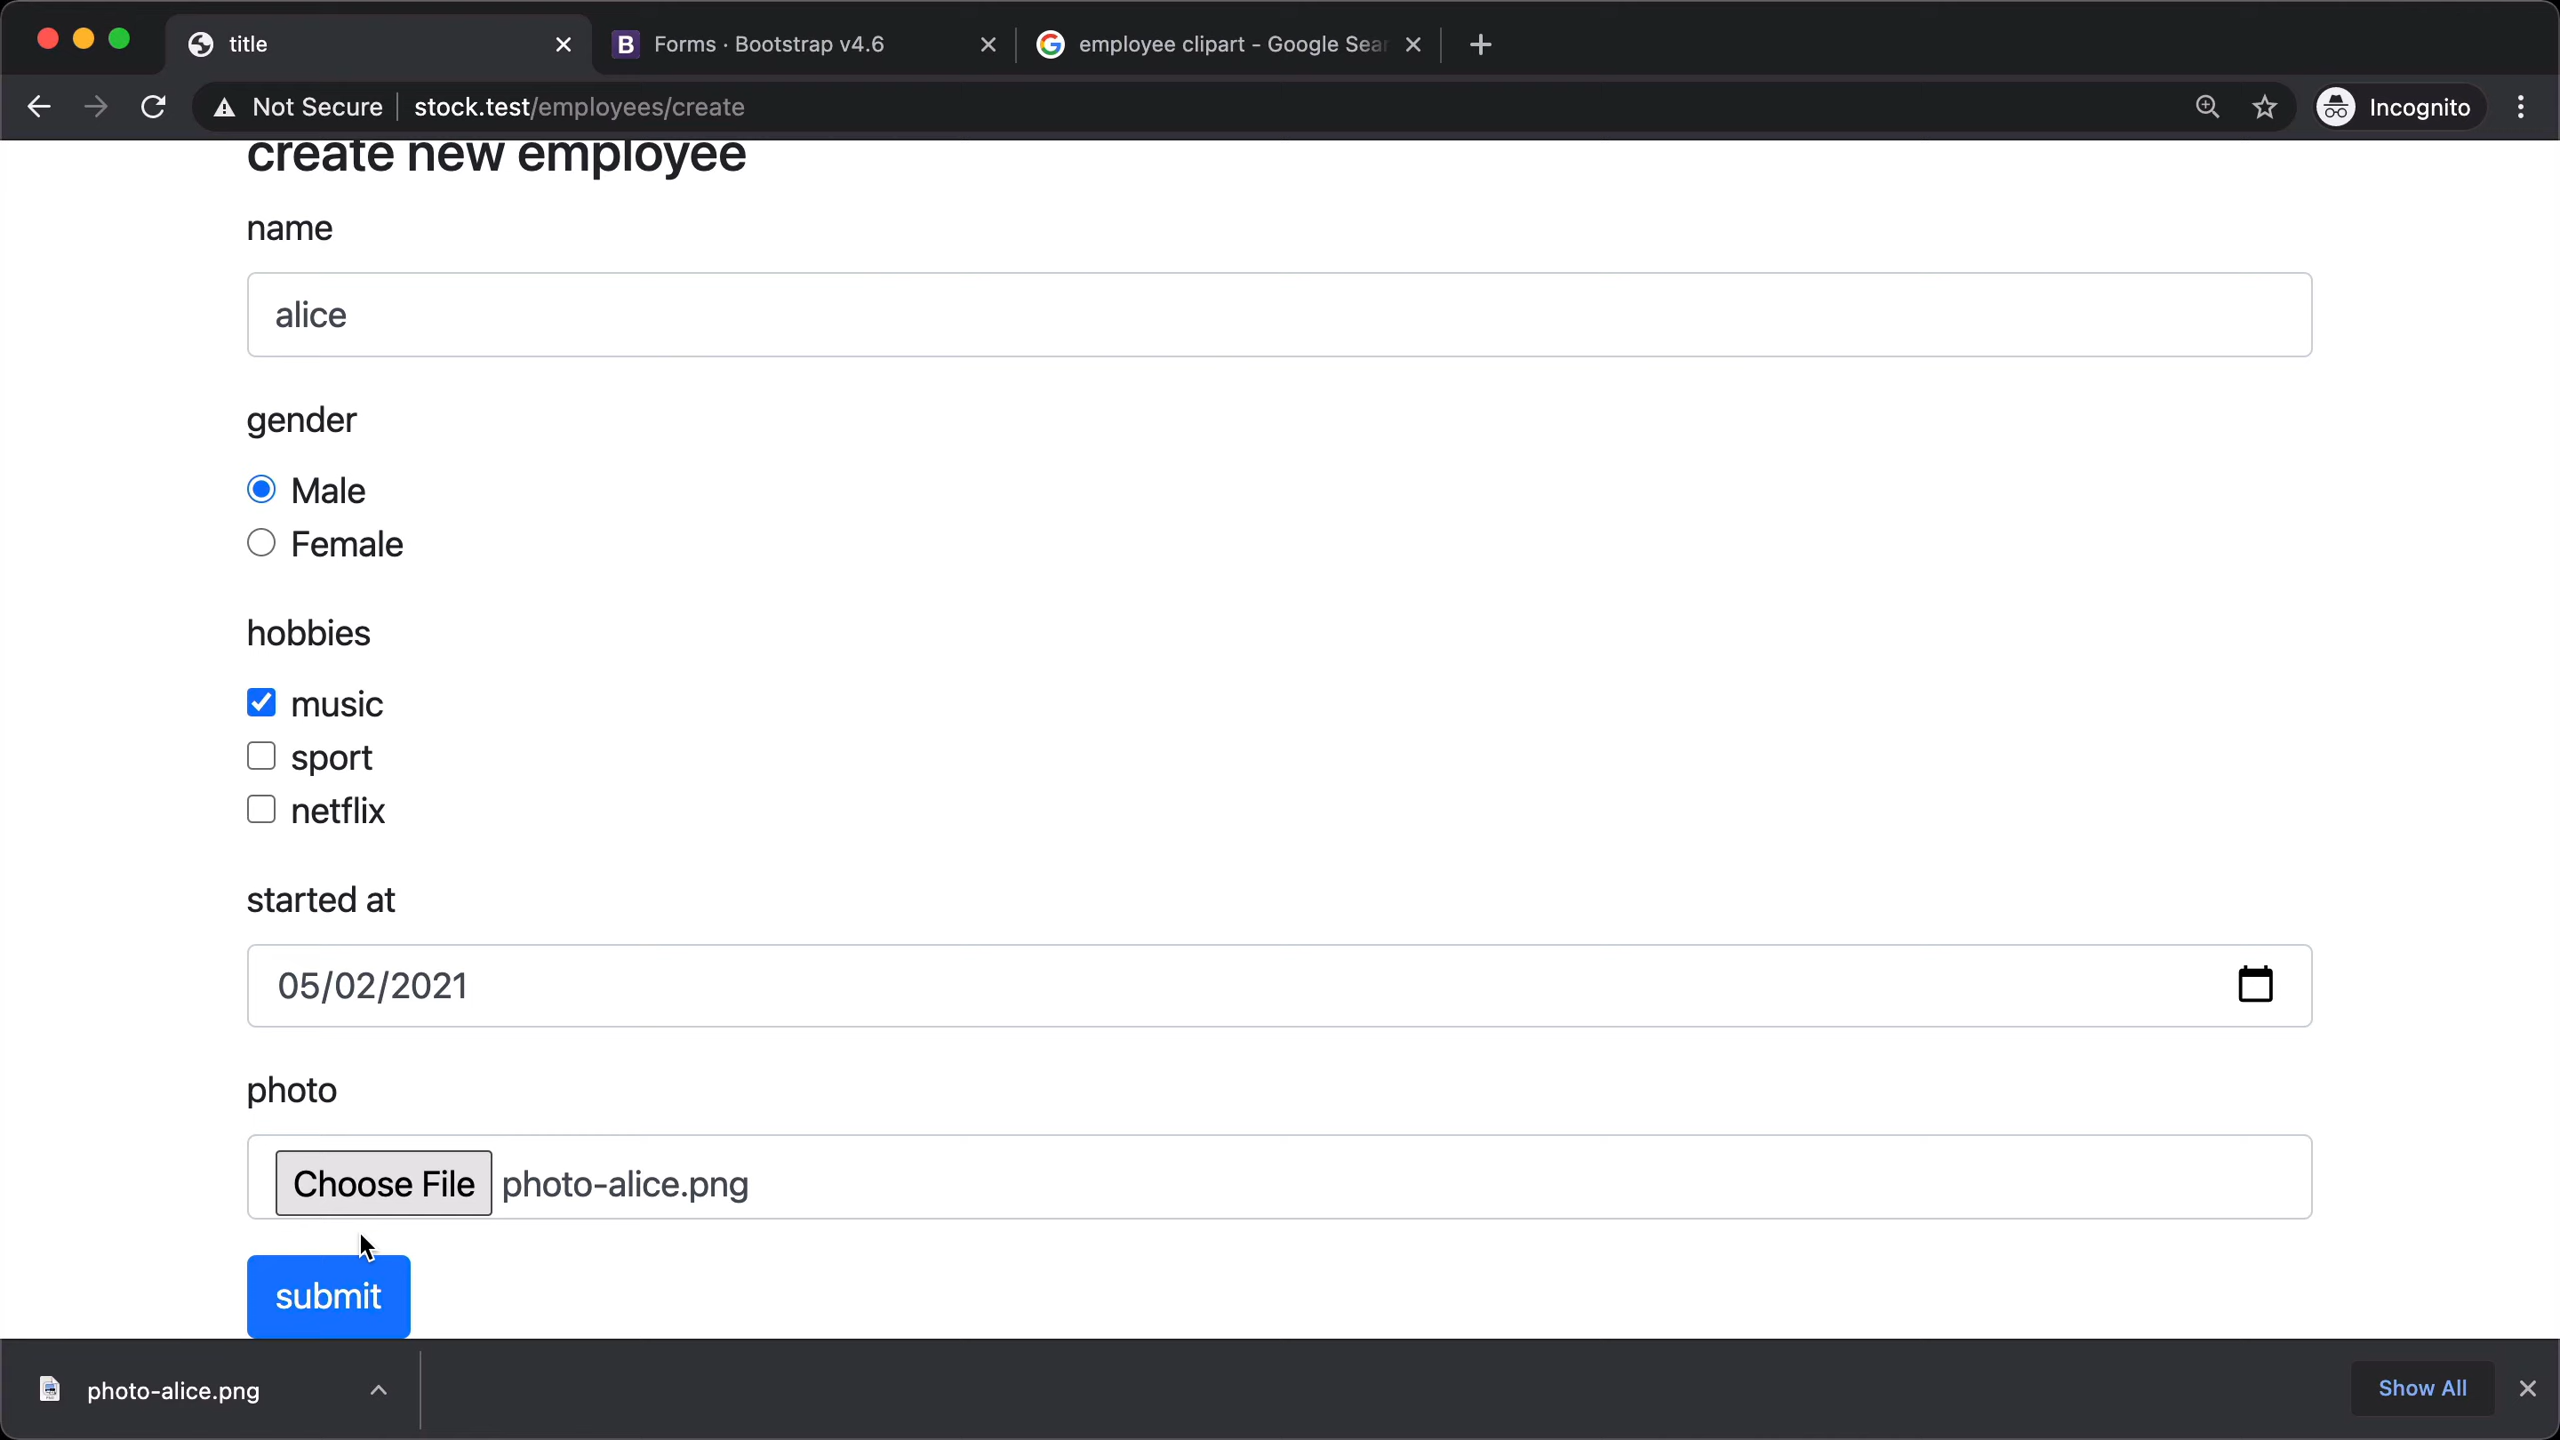 title
B Forms · Bootstrap v4.6
employee clipart - Google Sear
Not Secure stock.test/employees/create
Incognito
create new employee
name
alice
gender
Male
Female
hobbies
music
sport
netflix
started at
05/02/2021
photo
Choose File photo-alice.png
submit
photo-alice.png
Show All